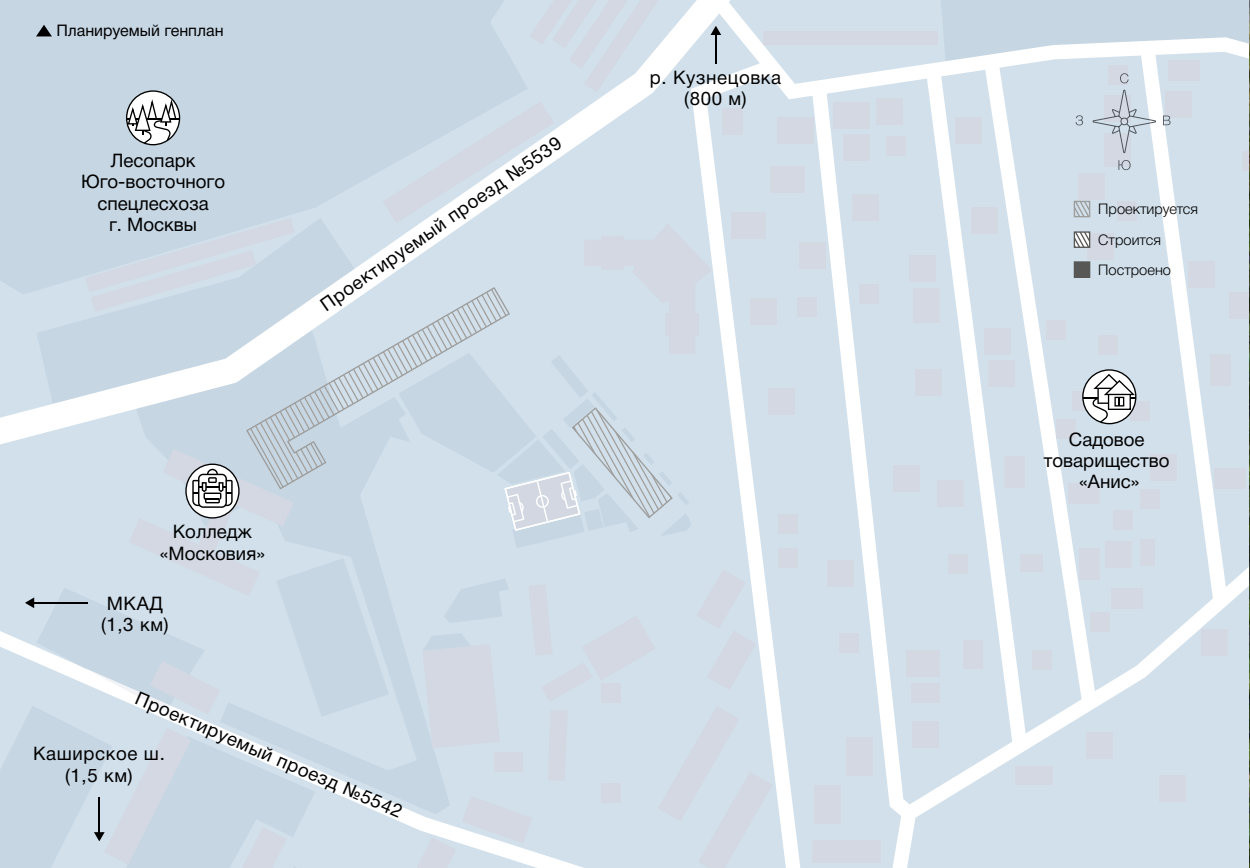 Планируемый генплан
р. Кузнецовка
(800 м)
С
З
В
Ю
Лесопарк
Юго-восточного
спецлесхоза
г. Москвы
Проектируемый проезд №5539
Проектируется
Строится
Построено
Садовое
товарищество
«Анис»
Колледж
«Московия»
МКАД
(1,3 км)
Проектируемый проезд №5542
Каширское ш.
(1,5 км)